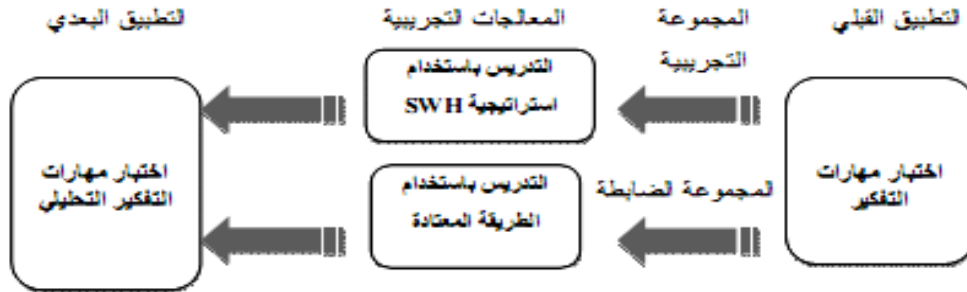 التطبيق القبلي
المجموعة
التجريبية
المعالجات التجريبية
التطبيق البعدي
اختبار مهارات
التفكير
التدريس باستخدام
استراتيجية SWH
المجموعة الضابطة
التدريس باستخدام
الطريقة المعتادة
اختبار مهارات
التفكير التحليلي